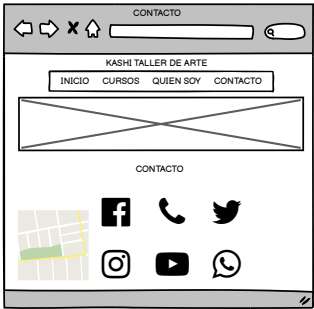 CONTACTO
KASHI TALLER DE ARTE
INICIO CURSOS QUIEN SOY CONTACTO
CONTACTO